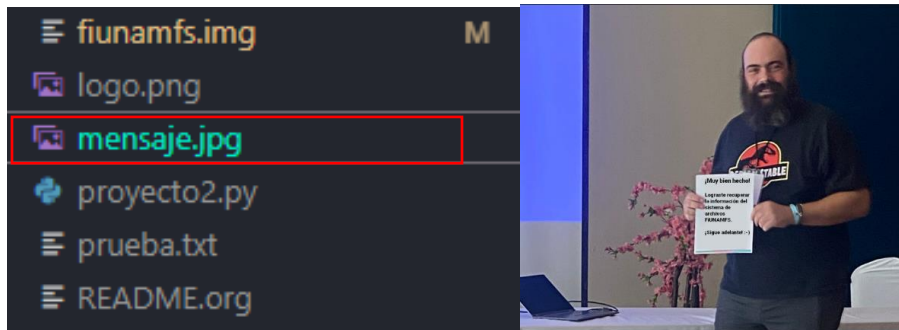 fiunamfs.img M
logo.png
mensaje.jpg
proyecto2.py
prueba.txt
README.org
¡Muy bien hecho!
Lograste recuperar
la información del
sistema de
archivos
FIUNAMFS.
¡Sigue adelante! :-)